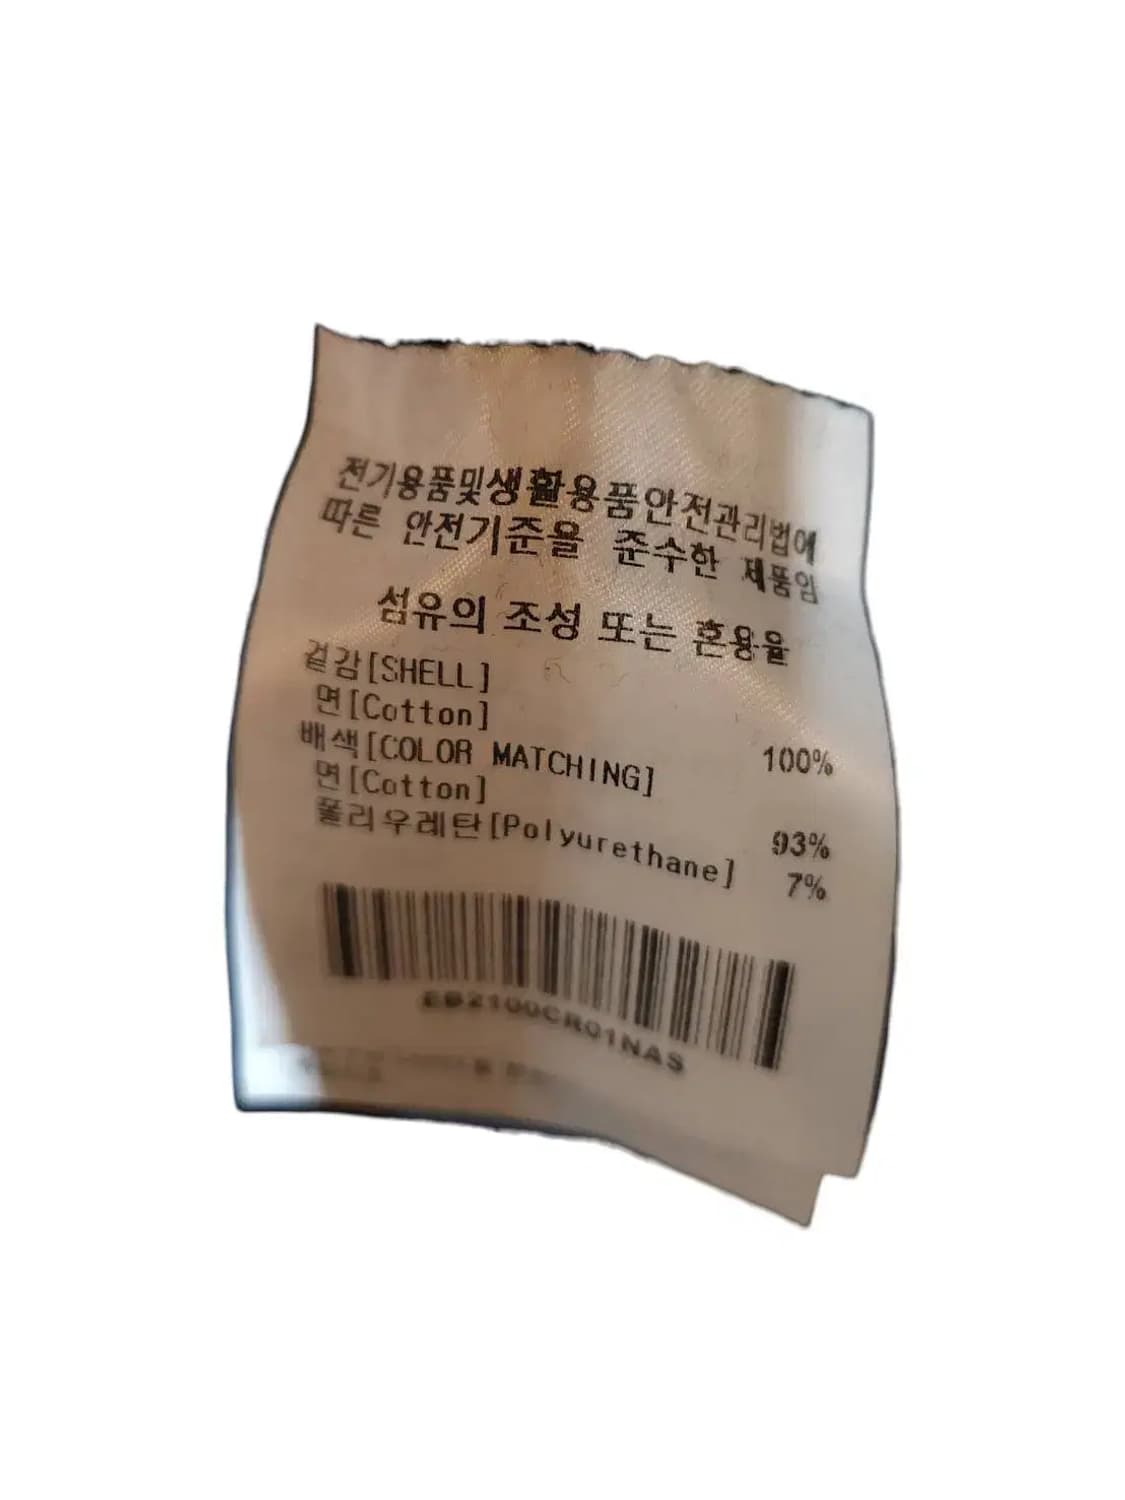 전기용품및생활용품안전관리법에
따른 안전기준을 준수한 제품임
섬유의 조성 또는 혼용율
겉감[SHELL]
면[Cotton] 100%
배색[COLOR MATCHING]
면[Cotton] 93%
폴리우레탄[Polyurethane] 7%
EB2100CR01NAS